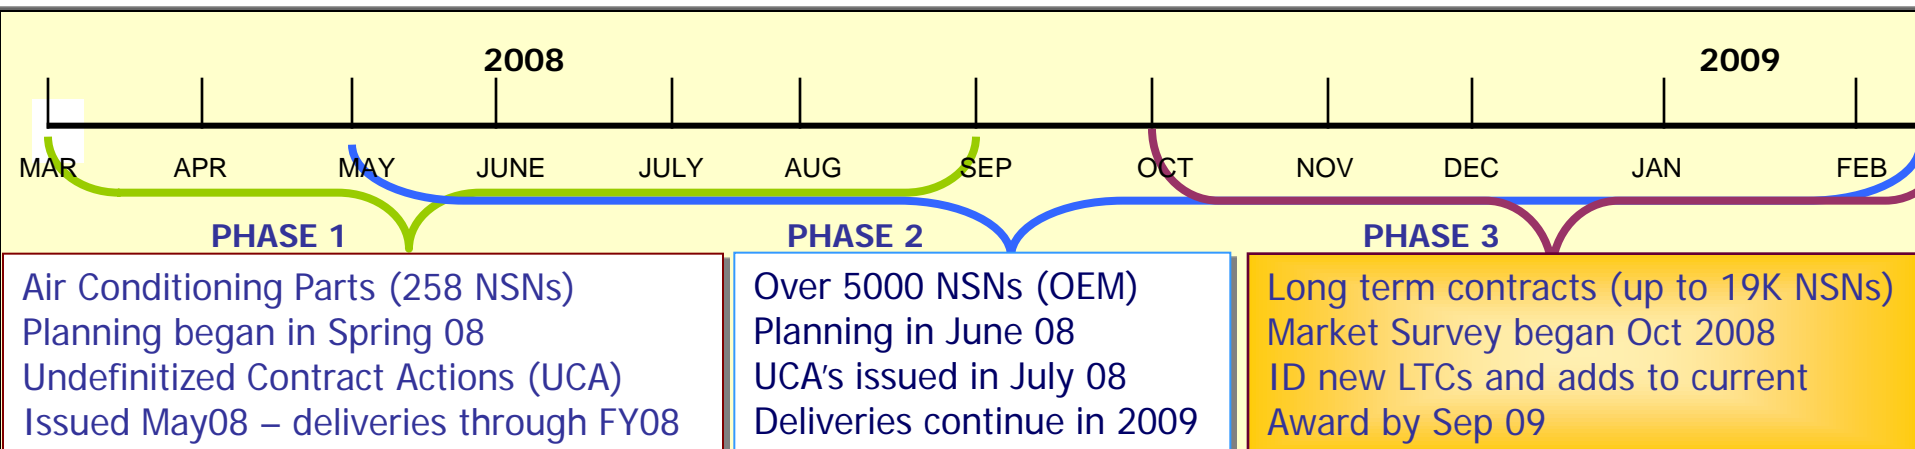 2008 2009
MAR APR MAY JUNE JULY AUG SEP OCT NOV DEC JAN FEB
PHASE 1 PHASE 2 PHASE 3
Air Conditioning Parts (258 NSNs)
Planning began in Spring 08
Undefinitized Contract Actions (UCA)
Issued May08 – deliveries through FY08
Over 5000 NSNs (OEM)
Planning in June 08
UCA's issued in July 08
Deliveries continue in 2009
Long term contracts (up to 19K NSNs)
Market Survey began Oct 2008
ID new LTCs and adds to current
Award by Sep 09